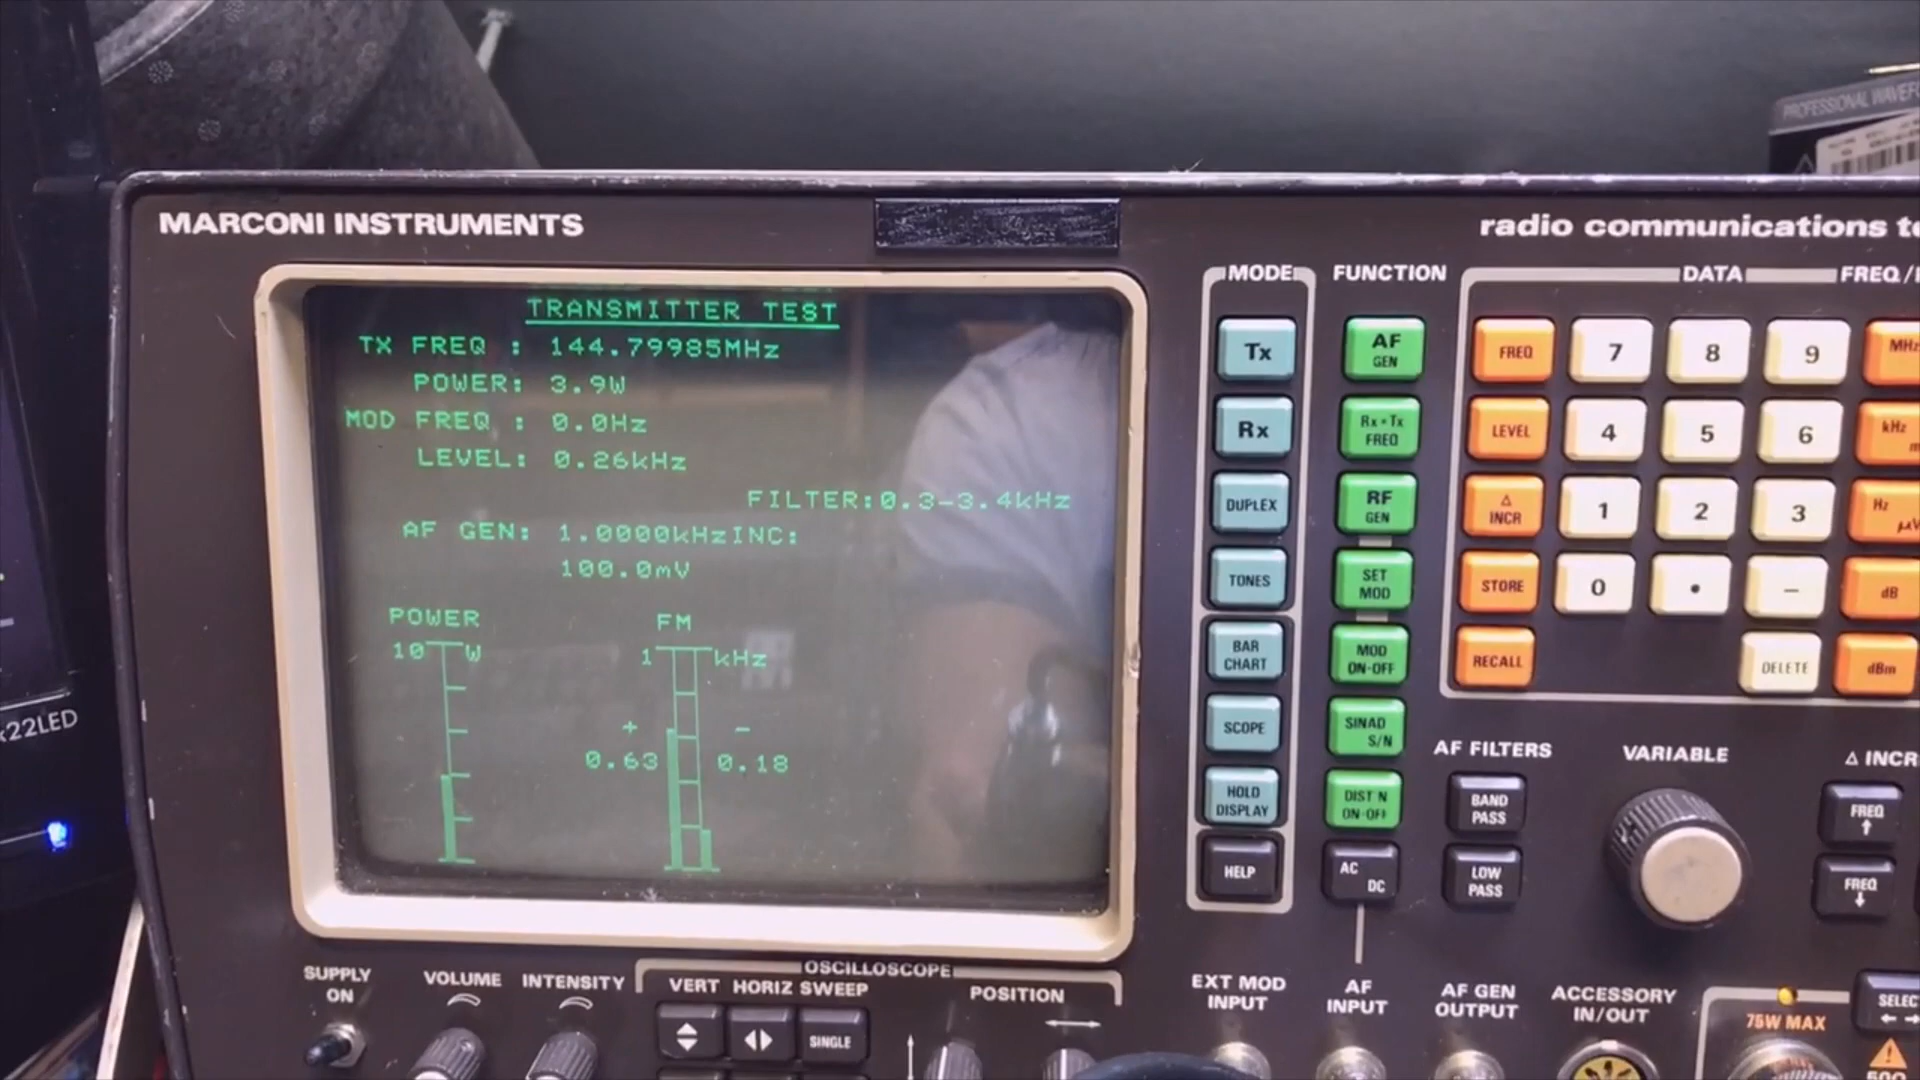 PROFESSIONAL
MARCONI INSTRUMENTS
radio communications
TRANSMITTER TEST
TX FREQ : 144.79985MHz
POWER: 3.9W
MOD FREQ : 0.0Hz
LEVEL: 0.26kHz
FILTER:0.3-3.4kHz
AF GEN: 1.0000kHzINC:
100.0mV
POWER
10 W
FM
1 kHz
+ -
0.63 0.18
x22LED
MODE
Tx
Rx
DUPLEX
TONES
BAR CHART
SCOPE
HOLD DISPLAY
HELP
FUNCTION
AF GEN
Rx=Tx FREQ
RF GEN
SET MOD
MOD ON-OFF
SINAD S/N
DIST'N ON-OFF
AC DC
DATA
FREQ/
FREQ 7 8 9 MHz
LEVEL 4 5 6 kHz
Δ INCR 1 2 3 Hz μV
STORE 0 • − dB
RECALL DELETE dBm
AF FILTERS
BAND PASS
LOW PASS
VARIABLE
Δ INCR
FREQ ↑
FREQ ↓
SUPPLY ON
VOLUME
INTENSITY
OSCILLOSCOPE
VERT HORIZ SWEEP
POSITION
SINGLE
EXT MOD INPUT
AF INPUT
AF GEN OUTPUT
ACCESSORY IN/OUT
75W MAX
SELECT
50Ω